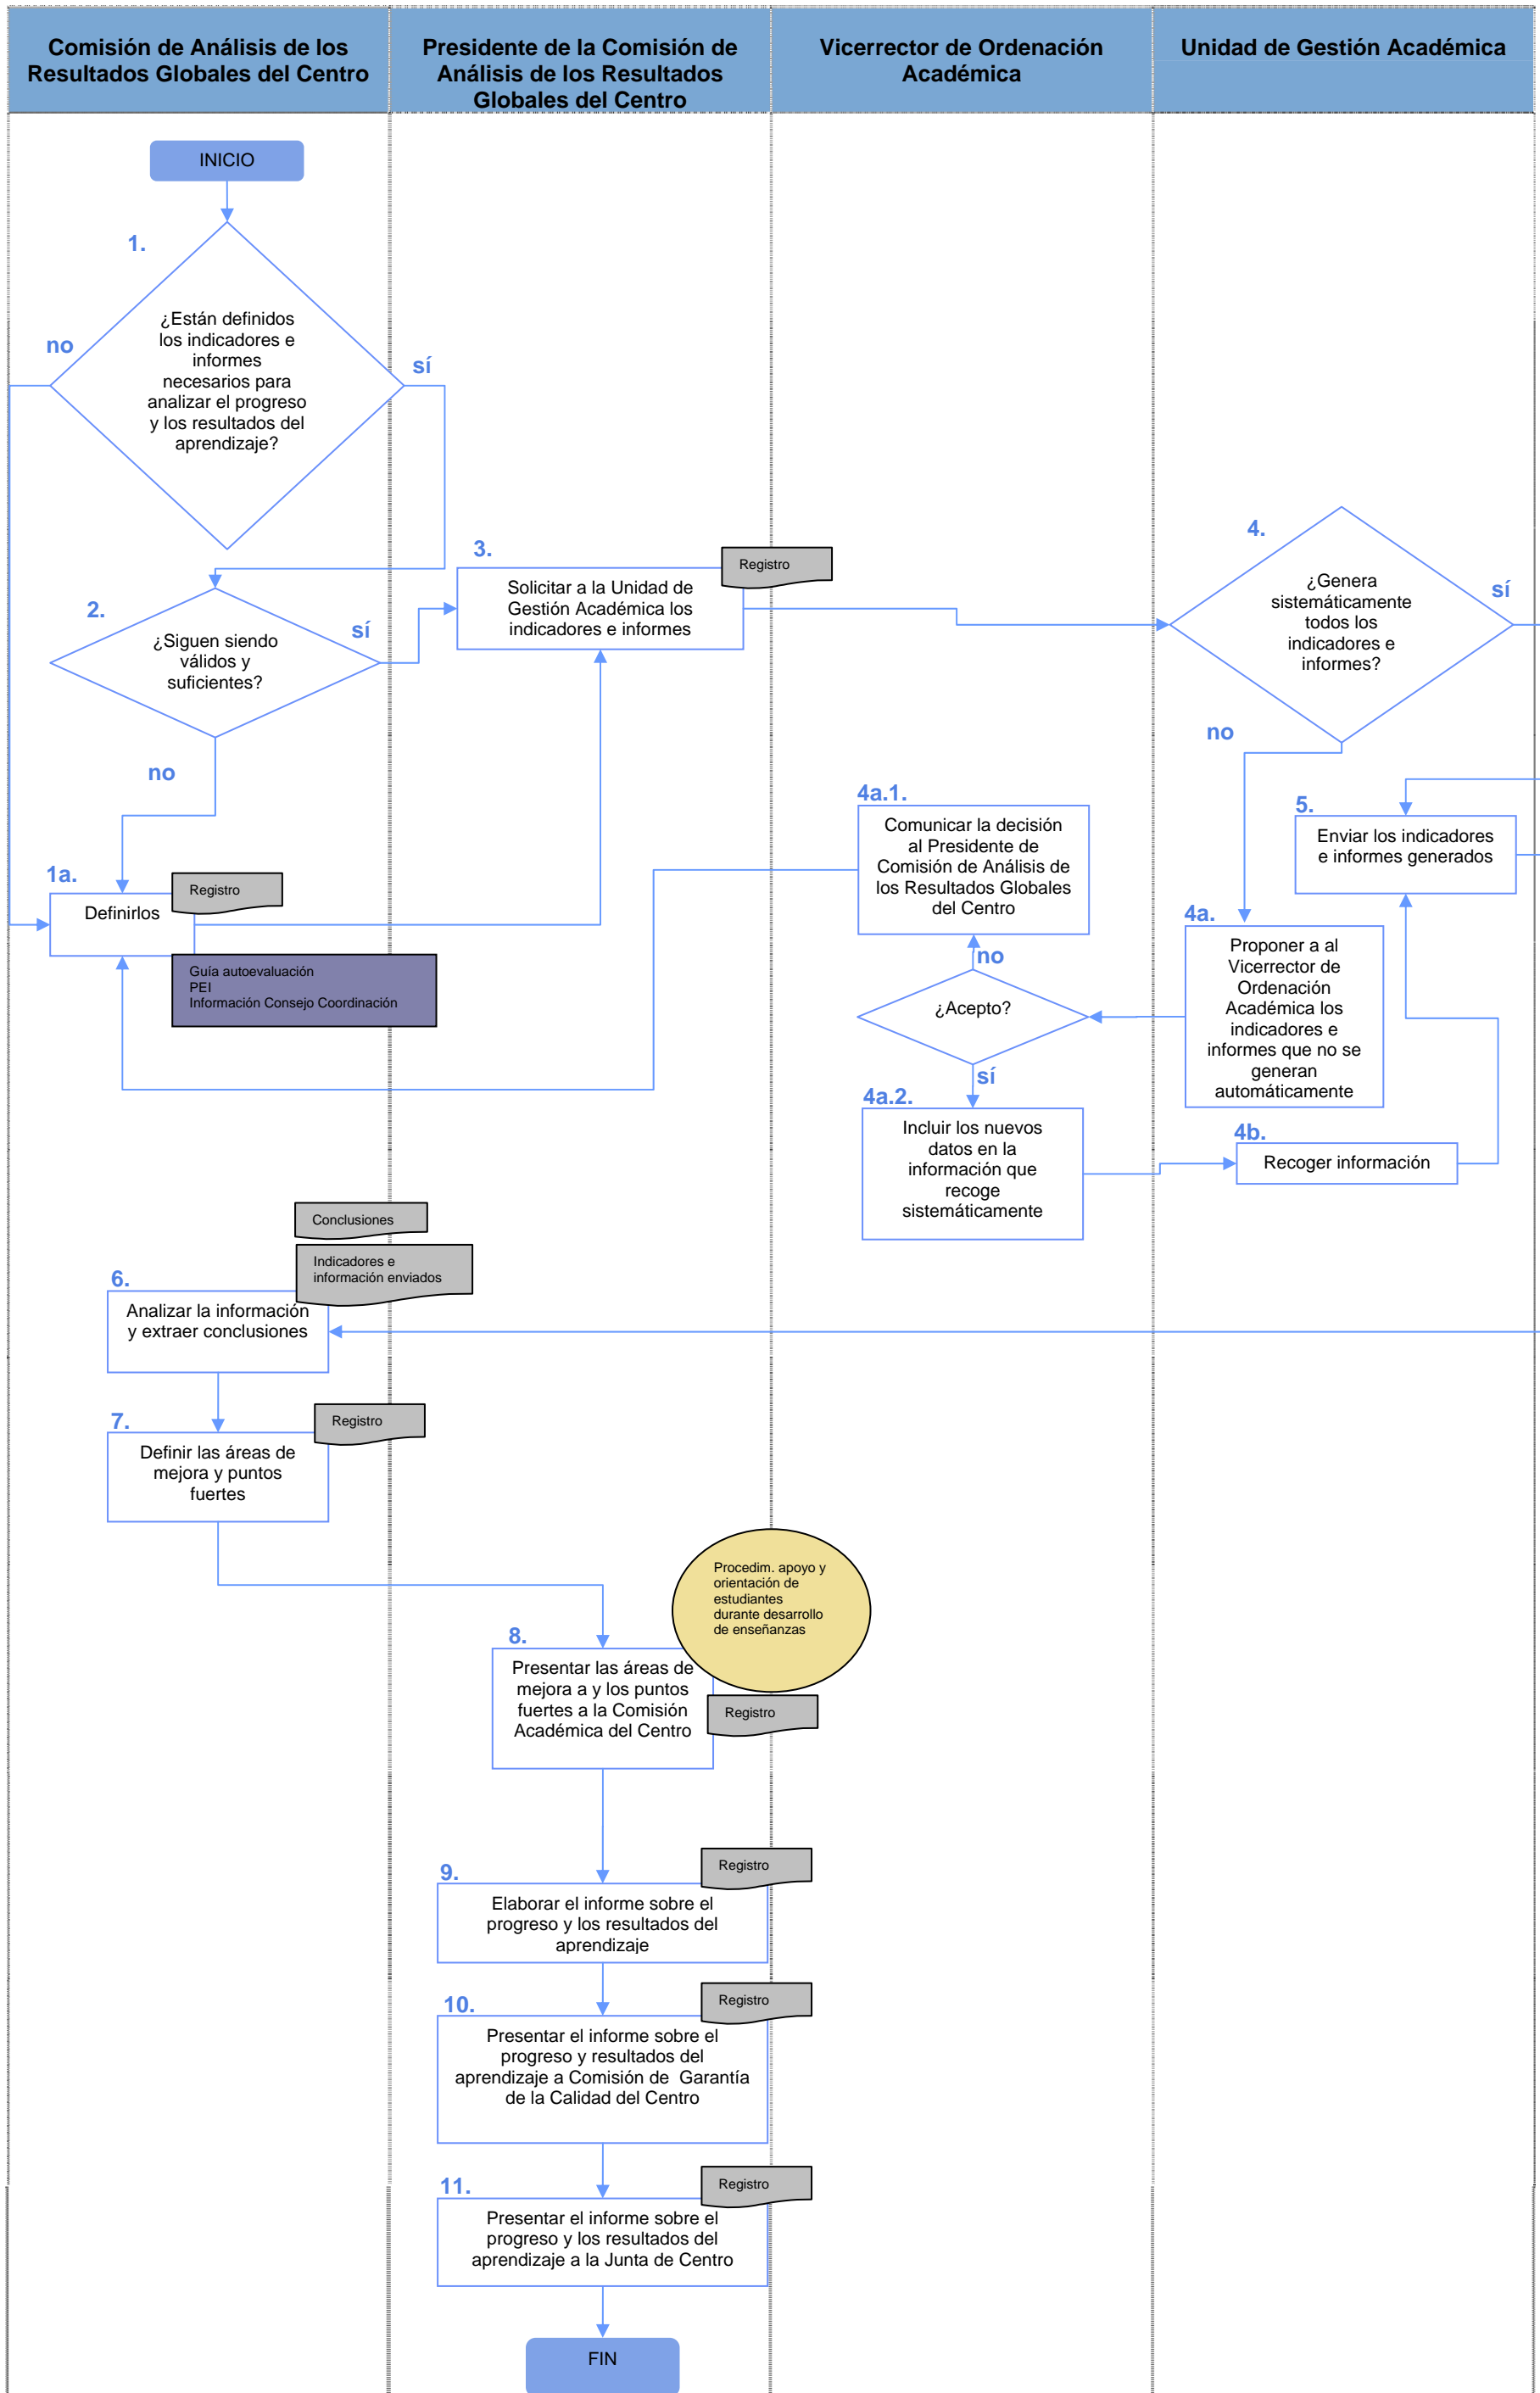 Comisión de Análisis de los
Resultados Globales del Centro
Presidente de la Comisión de
Análisis de los Resultados
Globales del Centro
Vicerrector de Ordenación
Académica
Unidad de Gestión Académica
INICIO
1.
¿Están definidos
los indicadores e
informes
necesarios para
analizar el progreso
y los resultados del
aprendizaje?
no
sí
2.
¿Siguen siendo
válidos y
suficientes?
sí
no
3.
Registro
Solicitar a la Unidad de
Gestión Académica los
indicadores e informes
4.
¿Genera
sistemáticamente
todos los
indicadores e
informes?
sí
no
1a.
Definirlos
Registro
Guía autoevaluación
PEI
Información Consejo Coordinación
4a.1.
Comunicar la decisión
al Presidente de
Comisión de Análisis de
los Resultados Globales
del Centro
no
¿Acepto?
sí
4a.2.
Incluir los nuevos
datos en la
información que
recoge
sistemáticamente
5.
Enviar los indicadores
e informes generados
4a.
Proponer a al
Vicerrector de
Ordenación
Académica los
indicadores e
informes que no se
generan
automáticamente
4b.
Recoger información
Conclusiones
Indicadores e
información enviados
6.
Analizar la información
y extraer conclusiones
7.
Registro
Definir las áreas de
mejora y puntos
fuertes
Procedim. apoyo y
orientación de
estudiantes
durante desarrollo
de enseñanzas
8.
Presentar las áreas de
mejora a y los puntos
fuertes a la Comisión
Académica del Centro
Registro
9.
Registro
Elaborar el informe sobre el
progreso y los resultados del
aprendizaje
10.
Registro
Presentar el informe sobre el
progreso y resultados del
aprendizaje a Comisión de  Garantía
de la Calidad del Centro
11.
Registro
Presentar el informe sobre el
progreso y los resultados del
aprendizaje a la Junta de Centro
FIN